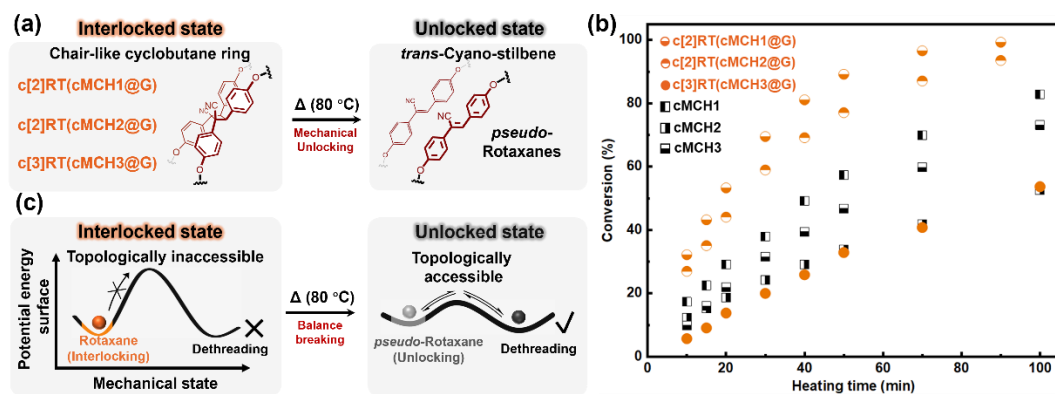 (a)
Interlocked state
Chair-like cyclobutane ring
c[2]RT(cMCH1@G)
c[2]RT(cMCH2@G)
c[3]RT(cMCH3@G)
NC
CN
O
O
O
O
Δ (80 °C)
Mechanical
Unlocking
Unlocked state
trans-Cyano-stilbene
O
CN
CN
O
O
O
pseudo-
Rotaxanes
(c)
Interlocked state
Topologically inaccessible
Potential energy
surface
Rotaxane
(Interlocking)
Dethreading
Mechanical state
Δ (80 °C)
Balance
breaking
Unlocked state
Topologically
accessible
pseudo-Rotaxane
(Unlocking)
Dethreading
(b)
c[2]RT(cMCH1@G)
c[2]RT(cMCH2@G)
c[3]RT(cMCH3@G)
cMCH1
cMCH2
cMCH3
Conversion (%)
100
80
60
40
20
0
0 20 40 60 80 100
Heating time (min)